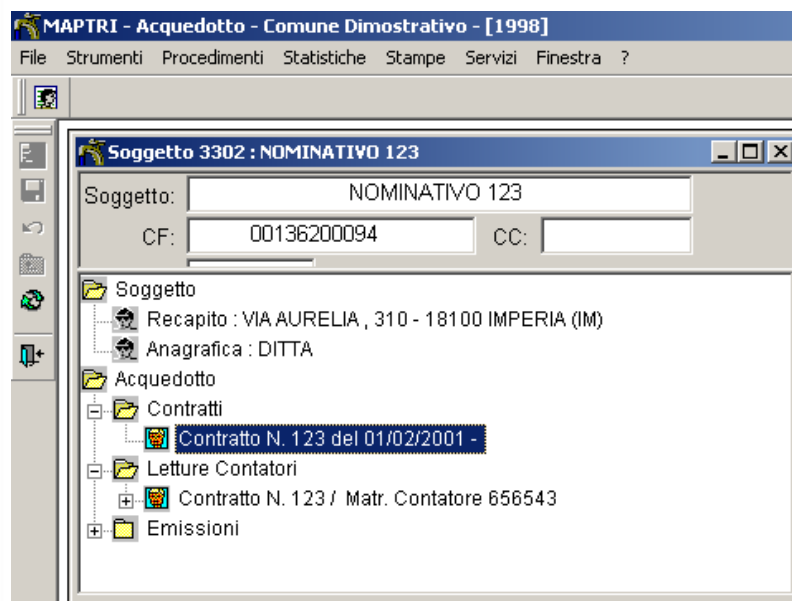 MAPTRI - Acquedotto - Comune Dimostrativo - [1998]
File Strumenti Procedimenti Statistiche Stampe Servizi Finestra ?
Soggetto 3302 : NOMINATIVO 123
Soggetto: NOMINATIVO 123
CF: 00136200094 CC:
Soggetto
Recapito : VIA AURELIA , 310 - 18100 IMPERIA (IM)
Anagrafica : DITTA
Acquedotto
Contratti
Contratto N. 123 del 01/02/2001 -
Letture Contatori
Contratto N. 123 / Matr. Contatore 656543
Emissioni